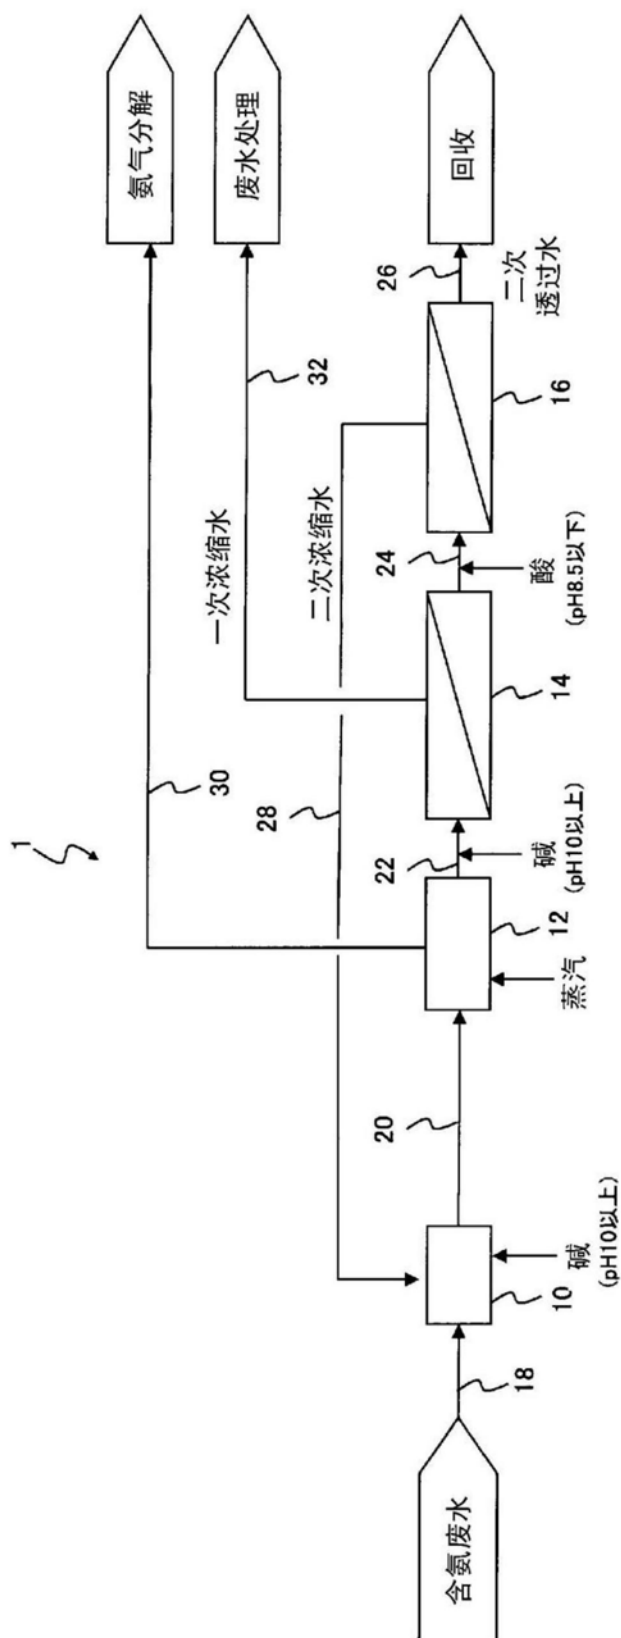 1
氨气分解
废水处理
30
32
一次浓缩水
二次浓缩水
28
含氨废水
18
10
碱
(pH10以上)
20
蒸汽
12
22
碱
(pH10以上)
14
24
酸
(pH8.5以下)
16
26
二次
透过水
回收